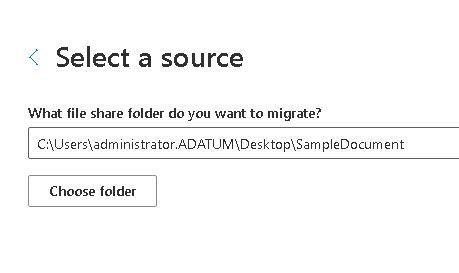 Select a source
What file share folder do you want to migrate?
C:\Users\administrator.ADATUM\Desktop\SampleDocument
Choose folder